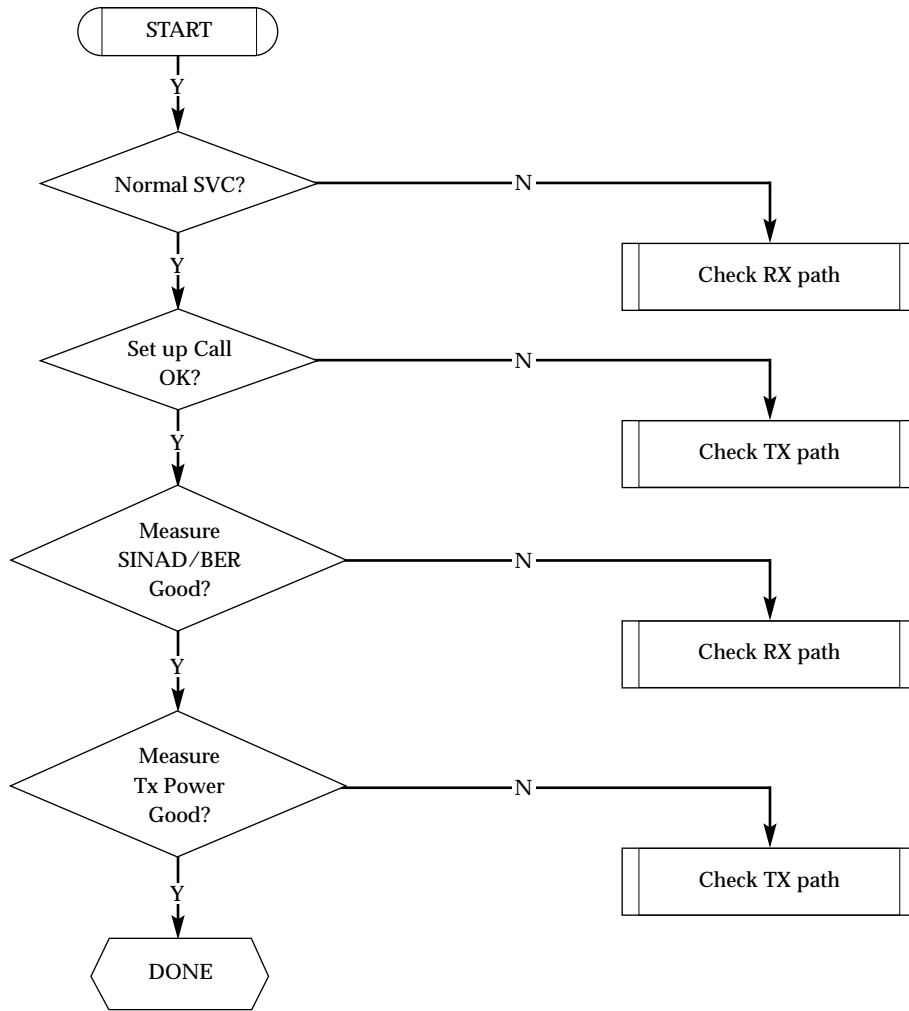 START
Y
Normal SVC?
N
Check RX path
Y
Set up Call
OK?
N
Check TX path
Y
Measure
SINAD/BER
Good?
N
Check RX path
Y
Measure
Tx Power
Good?
N
Check TX path
Y
DONE